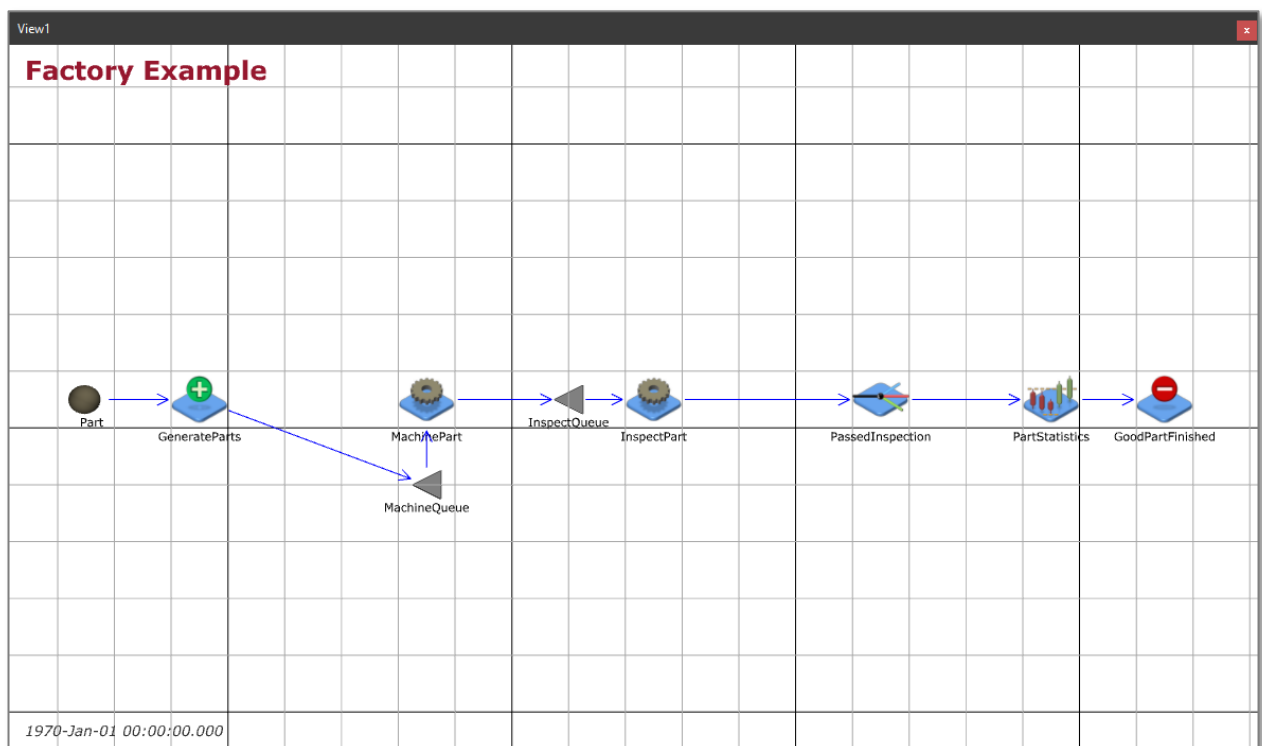 View1
x
Factory Example
Part
GenerateParts
MachinePart
InspectQueue
InspectPart
PassedInspection
PartStatistics
GoodPartFinished
MachineQueue
1970-Jan-01 00:00:00.000